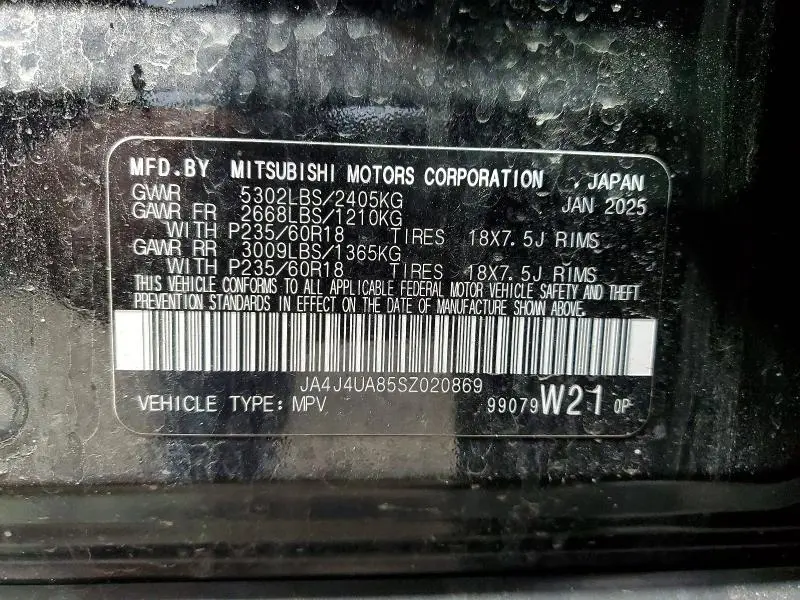 MFD.BY MITSUBISHI MOTORS CORPORATION , JAPAN
GVWR 5302LBS/2405KG JAN 2025
GAWR FR 2668LBS/1210KG
WITH P235/60R18 TIRES 18X7.5J RIMS
GAWR RR 3009LBS/1365KG
WITH P235/60R18 TIRES 18X7.5J RIMS
THIS VEHICLE CONFORMS TO ALL APPLICABLE FEDERAL MOTOR VEHICLE SAFETY AND THEFT
PREVENTION STANDARDS IN EFFECT ON THE DATE OF MANUFACTURE SHOWN ABOVE.
JA4J4UA85SZ020869
VEHICLE TYPE: MPV 99079 W21 0P